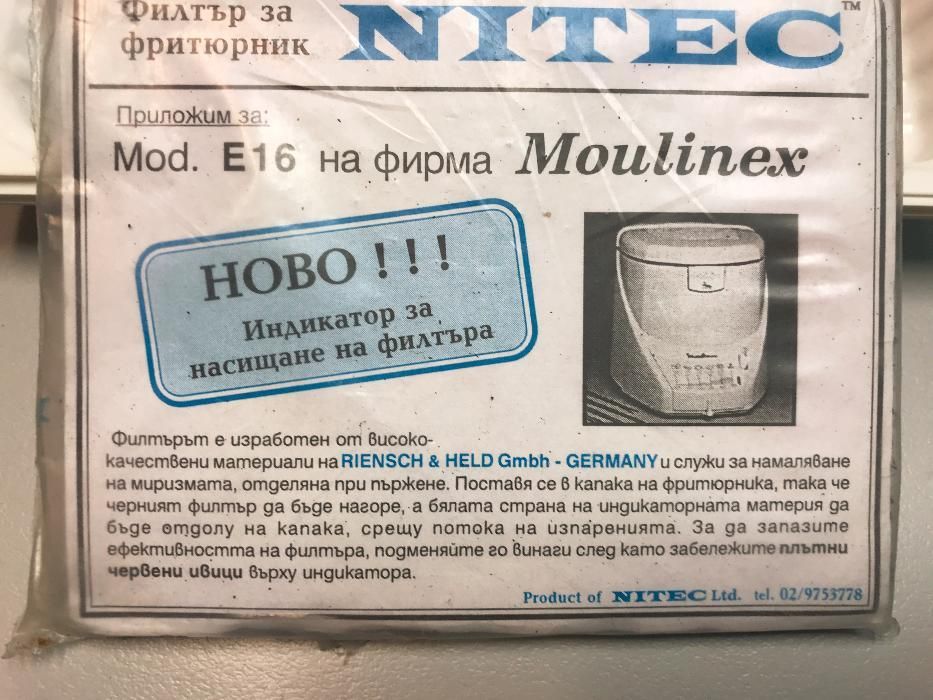 Филтър за
фритюрник
NITEC™
Приложим за:
Mod. E16 на фирма Moulinex
НОВО ! ! !
Индикатор за
насищане на филтъра
Филтърът е изработен от високо-
качествени материали на RIENSCH & HELD Gmbh - GERMANY и служи за намаляване
на миризмата, отделяна при пържене. Поставя се в капака на фритюрника, така че
черният филтър да бъде нагоре, а бялата страна на индикаторната материя да
бъде отдолу на капака, срещу потока на изпаренията. За да запазите
ефективността на филтъра, подменяйте го винаги след като забележите плътни
червени ивици върху индикатора.
Product of NITEC Ltd. tel. 02/9753778